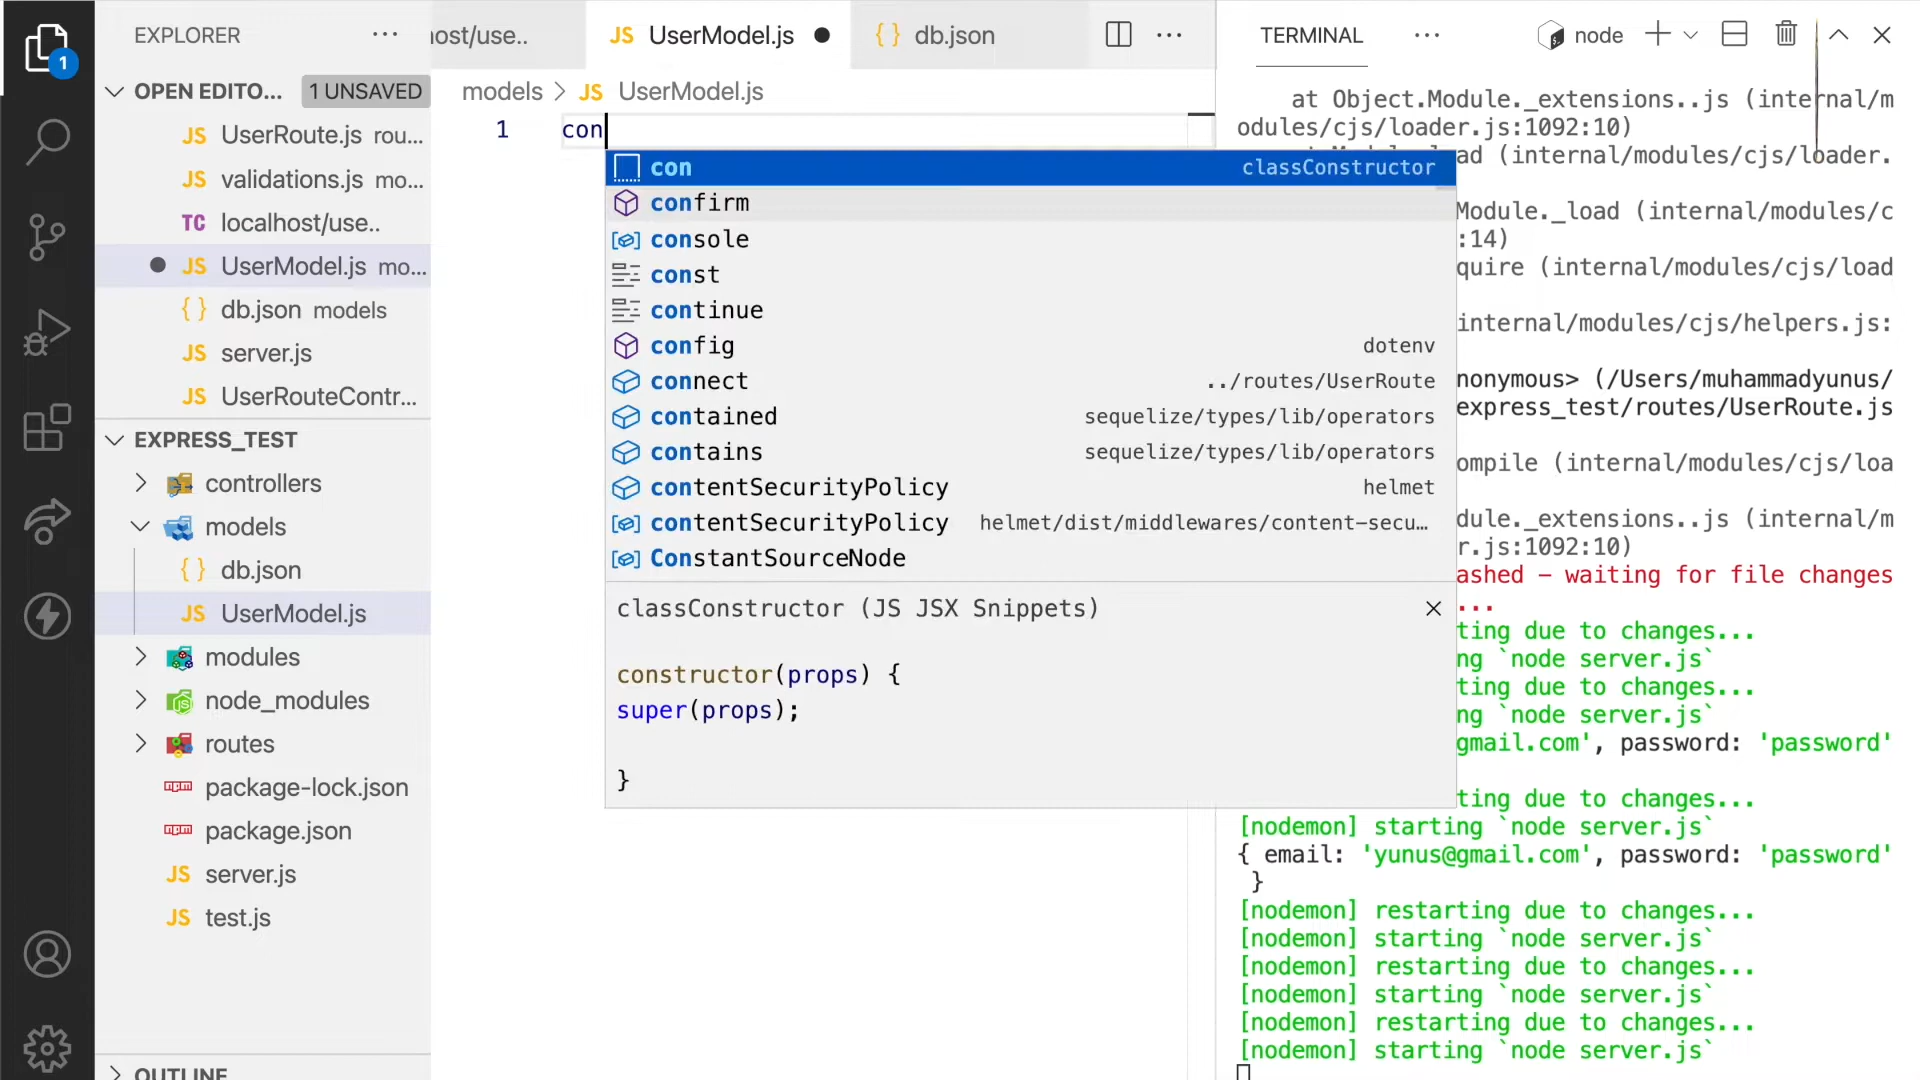 EXPLORER
OPEN EDITO... 1 UNSAVED
JS UserRoute.js rou...
JS validations.js mo...
TC localhost/use..
JS UserModel.js mo...
{ } db.json models
JS server.js
JS UserRouteContr...
EXPRESS_TEST
controllers
models
{ } db.json
JS UserModel.js
modules
node_modules
routes
package-lock.json
package.json
JS server.js
JS test.js
OUTLINE
1
ost/use..
JS UserModel.js
{ } db.json
models > JS UserModel.js
1 con
con classConstructor
confirm
console
const
continue
config dotenv
connect ../routes/UserRoute
contained sequelize/types/lib/operators
contains sequelize/types/lib/operators
contentSecurityPolicy helmet
contentSecurityPolicy helmet/dist/middlewares/content-secu…
ConstantSourceNode
classConstructor (JS JSX Snippets)
constructor(props) {
super(props);
}
TERMINAL
node
at Object.Module._extensions..js (internal/m
odules/cjs/loader.js:1092:10)
ad (internal/modules/cjs/loader.
Module._load (internal/modules/c
:14)
quire (internal/modules/cjs/load
internal/modules/cjs/helpers.js:
nonymous> (/Users/muhammadyunus/
express_test/routes/UserRoute.js
ompile (internal/modules/cjs/loa
dule._extensions..js (internal/m
r.js:1092:10)
ashed – waiting for file changes
...
ting due to changes...
ng `node server.js`
ting due to changes...
ng `node server.js`
gmail.com', password: 'password'
ting due to changes...
[nodemon] starting `node server.js`
{ email: 'yunus@gmail.com', password: 'password'
}
[nodemon] restarting due to changes...
[nodemon] starting `node server.js`
[nodemon] restarting due to changes...
[nodemon] starting `node server.js`
[nodemon] restarting due to changes...
[nodemon] starting `node server.js`